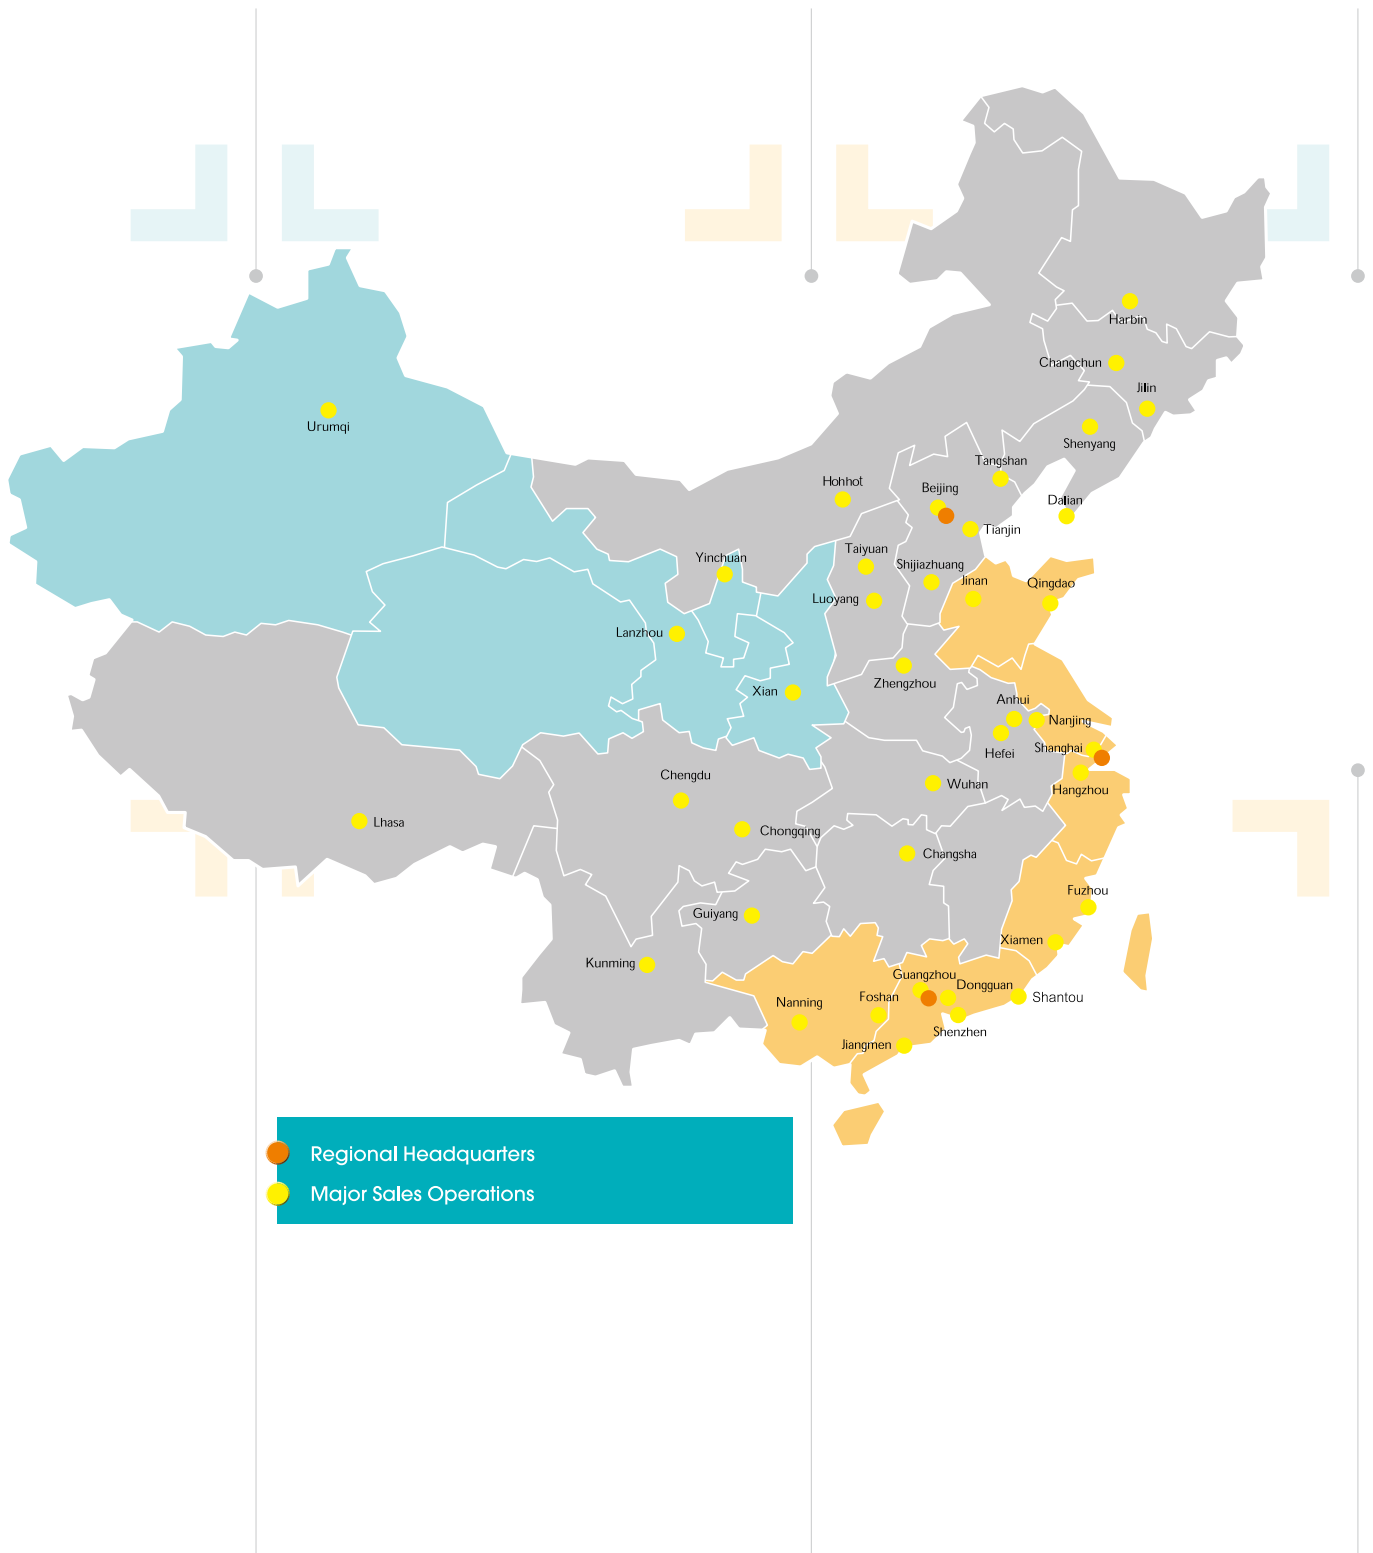 Harbin
Changchun
Jilin
Urumqi
Shenyang
Tangshan
Hohhot
Beijing
Dalian
Tianjin
Taiyuan
Yinchuan
Shijiazhuang
Jinan
Qingdao
Luoyang
Lanzhou
Zhengzhou
Xian
Anhui
Nanjing
Shanghai
Hefei
Chengdu
Wuhan
Hangzhou
Lhasa
Chongqing
Changsha
Fuzhou
Guiyang
Xiamen
Kunming
Guangzhou
Dongguan
Foshan
Shantou
Nanning
Shenzhen
Jiangmen
Regional Headquarters
Major Sales Operations